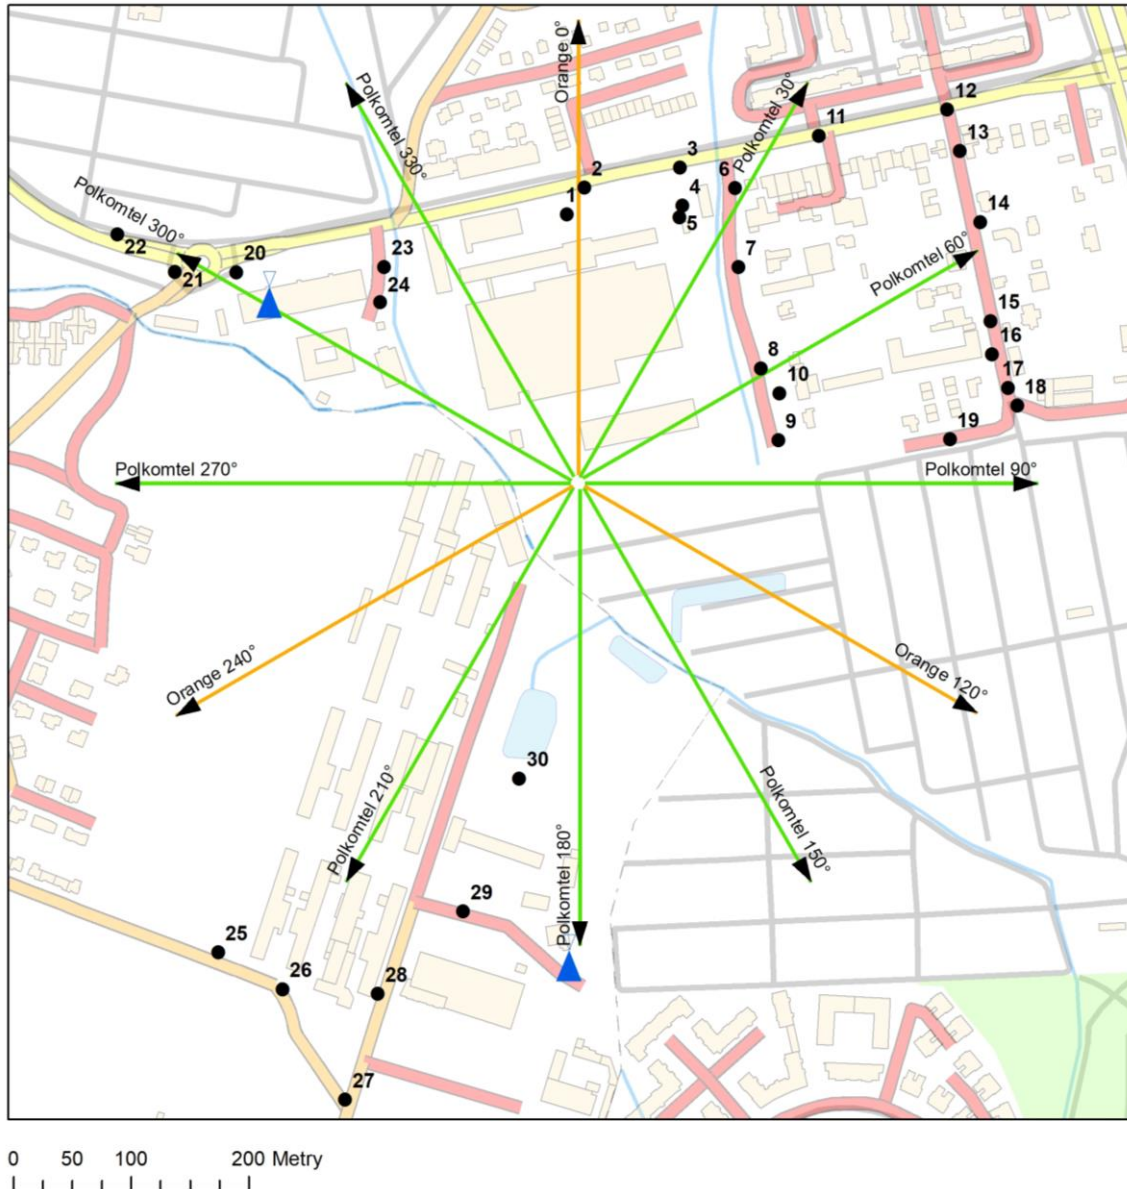 Orange 0°
Polkomtel 30°
Polkomtel 330°
12
11
13
3
2
6
4
1
5
14
Polkomtel 300°
22
Polkomtel 60°
23
7
20
21
24
15
16
8
10
17
18
9
19
Polkomtel 270°
Polkomtel 90°
Orange 240°
Orange 120°
30
Polkomtel 210°
Polkomtel 180°
Polkomtel 150°
29
25
26
28
27
0 50 100 200 Metry